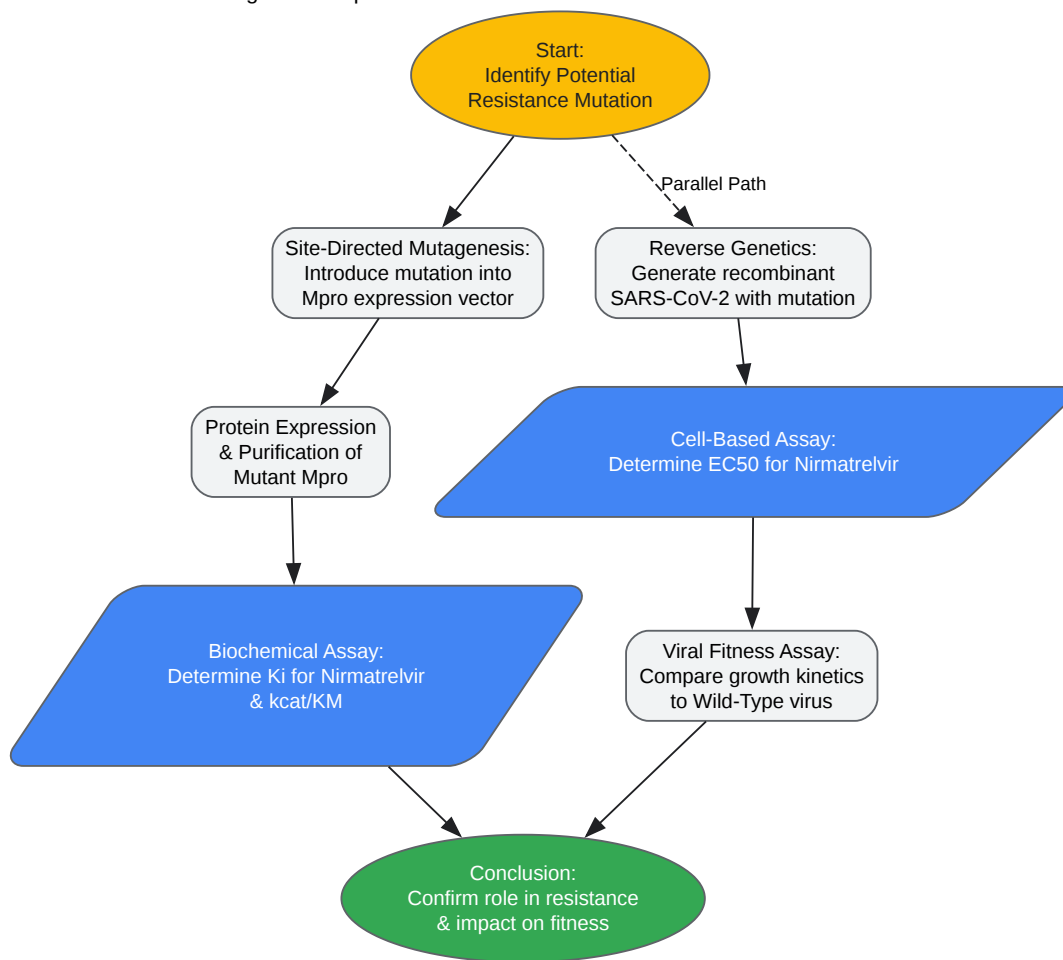 Start:
Identify Potential
Resistance Mutation
Parallel Path
Site-Directed Mutagenesis:
Introduce mutation into
Mpro expression vector
Reverse Genetics:
Generate recombinant
SARS-CoV-2 with mutation
Protein Expression
& Purification of
Mutant Mpro
Cell-Based Assay:
Determine EC50 for Nirmatrelvir
Biochemical Assay:
Determine Ki for Nirmatrelvir
& kcat/KM
Viral Fitness Assay:
Compare growth kinetics
to Wild-Type virus
Conclusion:
Confirm role in resistance
& impact on fitness